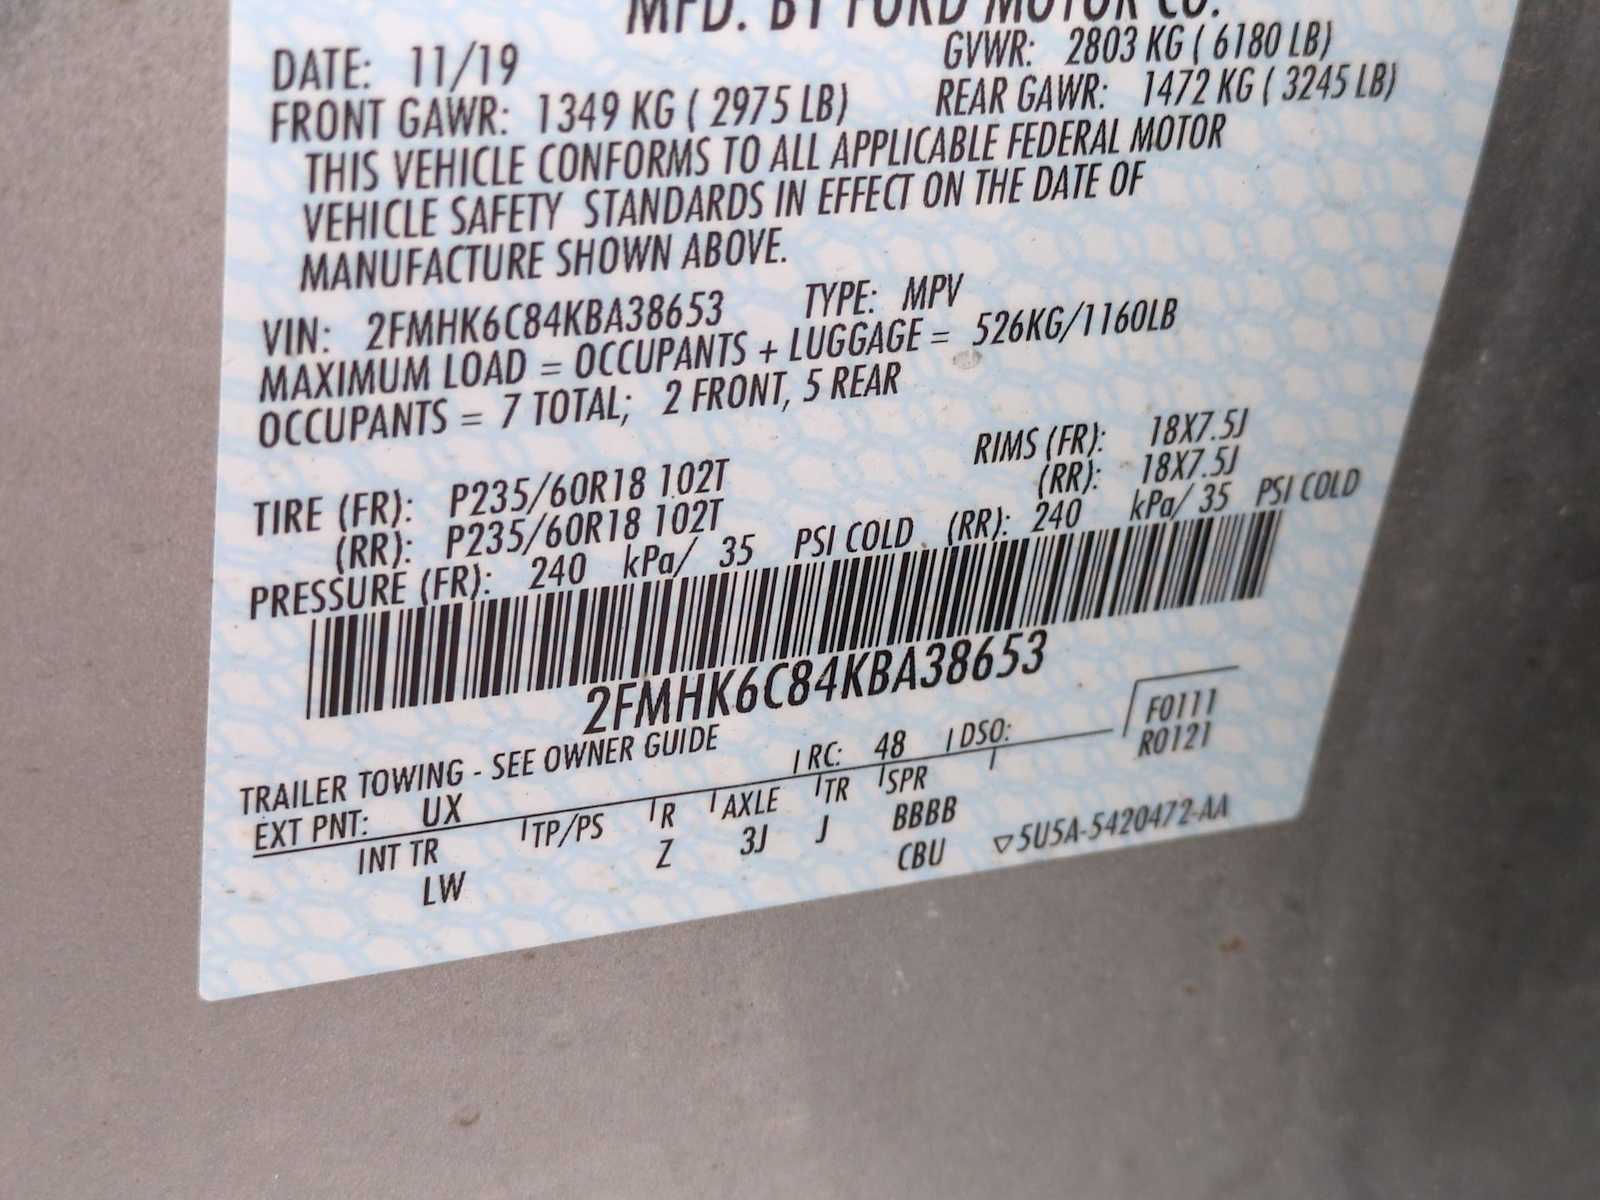 MFD. BY FORD MOTOR CO.
DATE: 11/19 GVWR: 2803 KG ( 6180 LB)
FRONT GAWR: 1349 KG ( 2975 LB) REAR GAWR: 1472 KG ( 3245 LB)
THIS VEHICLE CONFORMS TO ALL APPLICABLE FEDERAL MOTOR
VEHICLE SAFETY STANDARDS IN EFFECT ON THE DATE OF
MANUFACTURE SHOWN ABOVE.
VIN: 2FMHK6C84KBA38653 TYPE: MPV
MAXIMUM LOAD = OCCUPANTS + LUGGAGE = 526KG/1160LB
OCCUPANTS = 7 TOTAL; 2 FRONT, 5 REAR
TIRE (FR): P235/60R18 102T RIMS (FR): 18X7.5J
(RR): P235/60R18 102T (RR): 18X7.5J
PRESSURE (FR): 240 kPa/ 35 PSI COLD (RR): 240 kPa/ 35 PSI COLD
2FMHK6C84KBA38653
TRAILER TOWING - SEE OWNER GUIDE
EXT PNT: UX RC: 48 DSO: F0111
R0121
INT TR TP/PS R AXLE TR SPR
LW Z 3J J BBBB
CBU ▽5U5A-5420472-AA